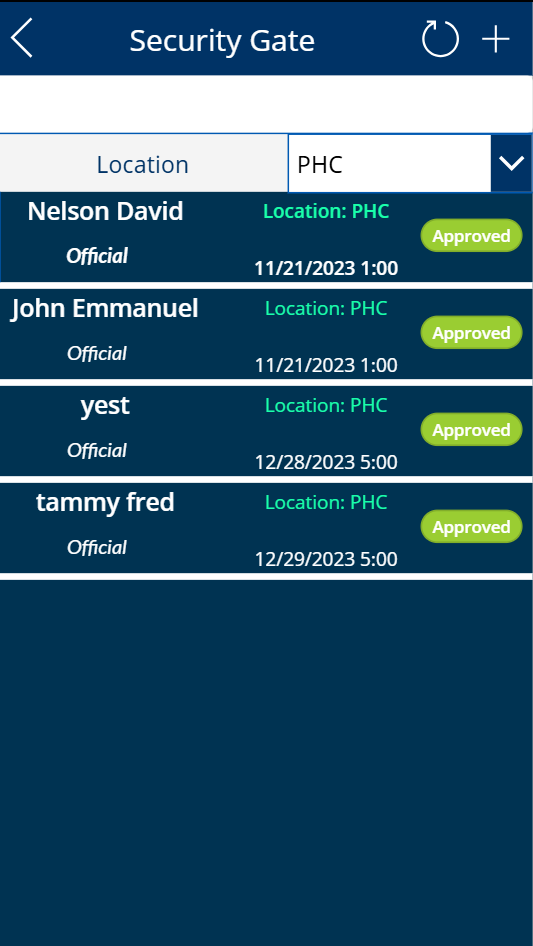 Security Gate
Location
PHC
Nelson David
Location: PHC
Approved
Official
11/21/2023 1:00
John Emmanuel
Location: PHC
Approved
Official
11/21/2023 1:00
yest
Location: PHC
Approved
Official
12/28/2023 5:00
tammy fred
Location: PHC
Approved
Official
12/29/2023 5:00